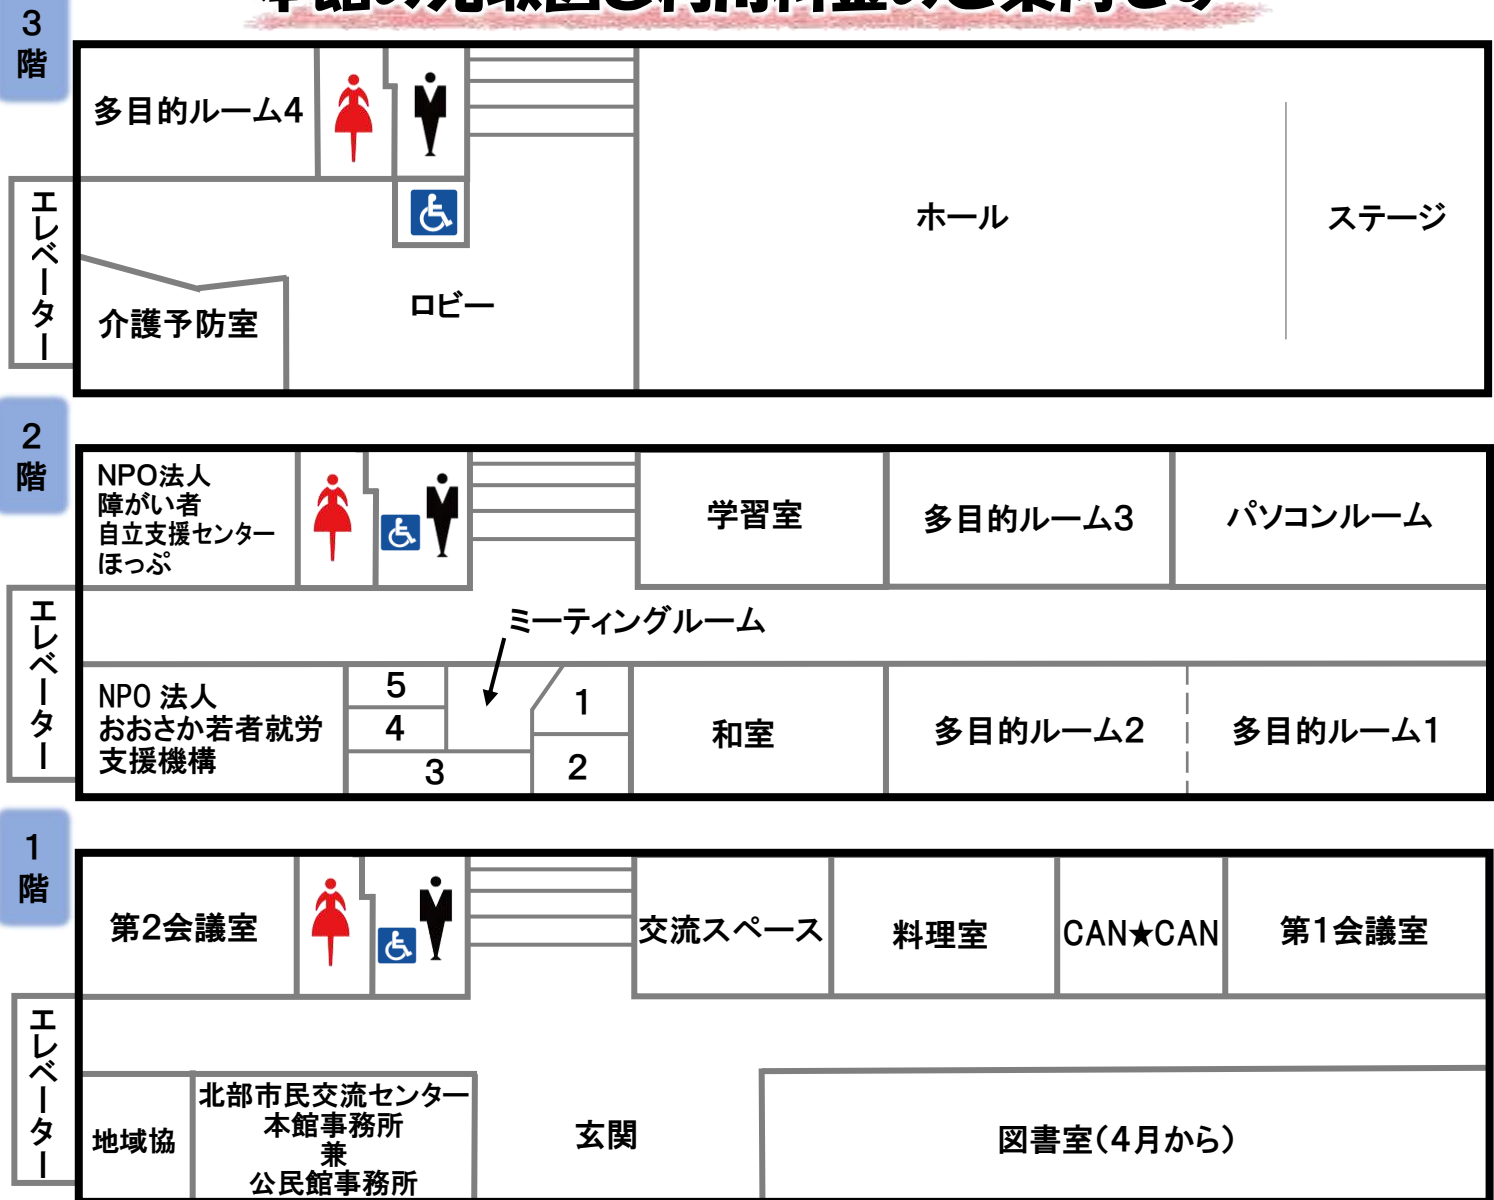 3
階
多目的ルーム4
エレベーター
ホール
ステージ
ロビー
介護予防室
2
階
NPO法人
障がい者
自立支援センター
ほっぷ
学習室
多目的ルーム3
パソコンルーム
エレベーター
ミーティングルーム
NPO 法人
おおさか若者就労
支援機構
5
4
3
1
2
和室
多目的ルーム2
多目的ルーム1
1
階
第2会議室
交流スペース
料理室
CAN★CAN
第1会議室
エレベーター
地域協
北部市民交流センター
本館事務所
兼
公民館事務所
玄関
図書室(4月から)